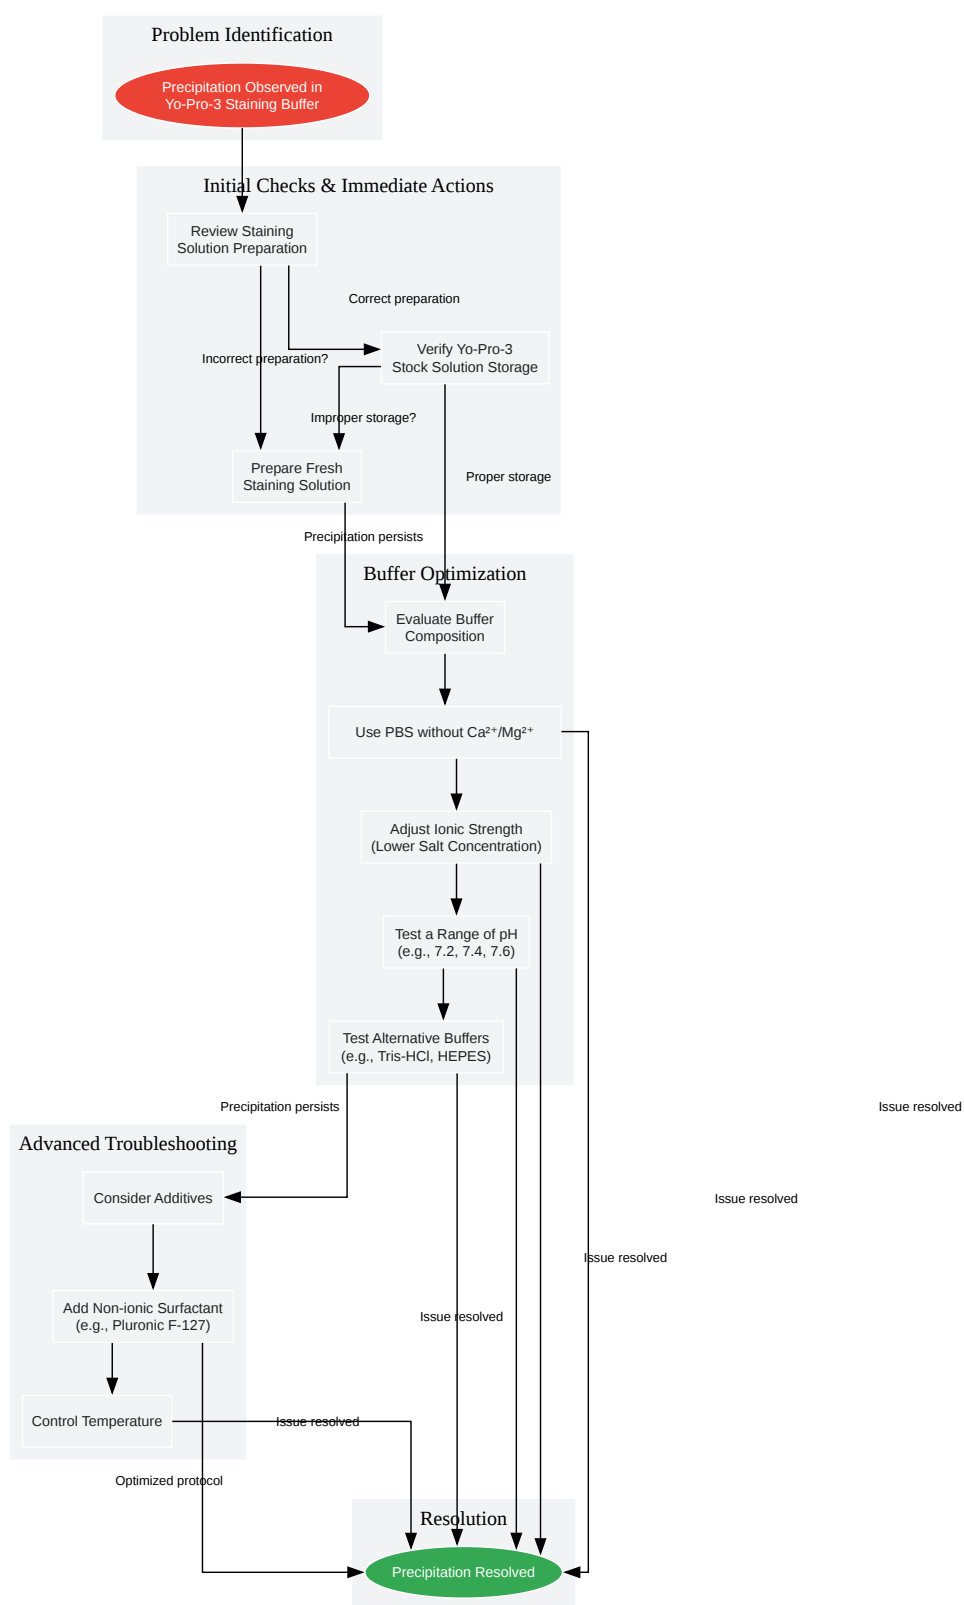 Problem Identification
Precipitation Observed in
Yo-Pro-3 Staining Buffer
Initial Checks & Immediate Actions
Review Staining
Solution Preparation
Correct preparation
Verify Yo-Pro-3
Stock Solution Storage
Incorrect preparation?
Improper storage?
Prepare Fresh
Staining Solution
Proper storage
Precipitation persists
Buffer Optimization
Evaluate Buffer
Composition
Use PBS without Ca²⁺/Mg²⁺
Adjust Ionic Strength
(Lower Salt Concentration)
Test a Range of pH
(e.g., 7.2, 7.4, 7.6)
Test Alternative Buffers
(e.g., Tris-HCl, HEPES)
Precipitation persists
Issue resolved
Advanced Troubleshooting
Consider Additives
Issue resolved
Issue resolved
Add Non-ionic Surfactant
(e.g., Pluronic F-127)
Issue resolved
Control Temperature
Issue resolved
Optimized protocol
Resolution
Precipitation Resolved